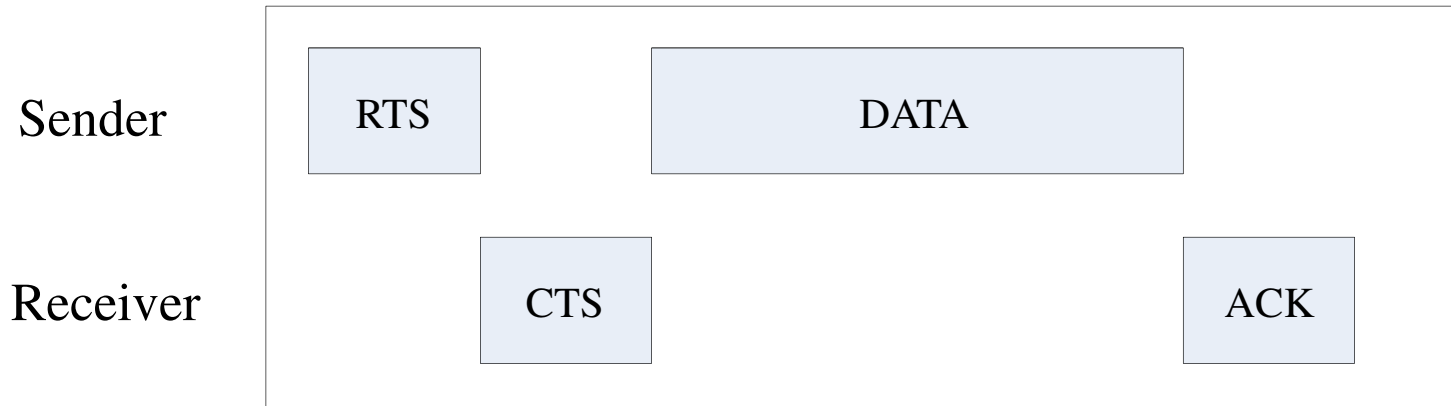 Sender
RTS
DATA
Receiver
CTS
ACK